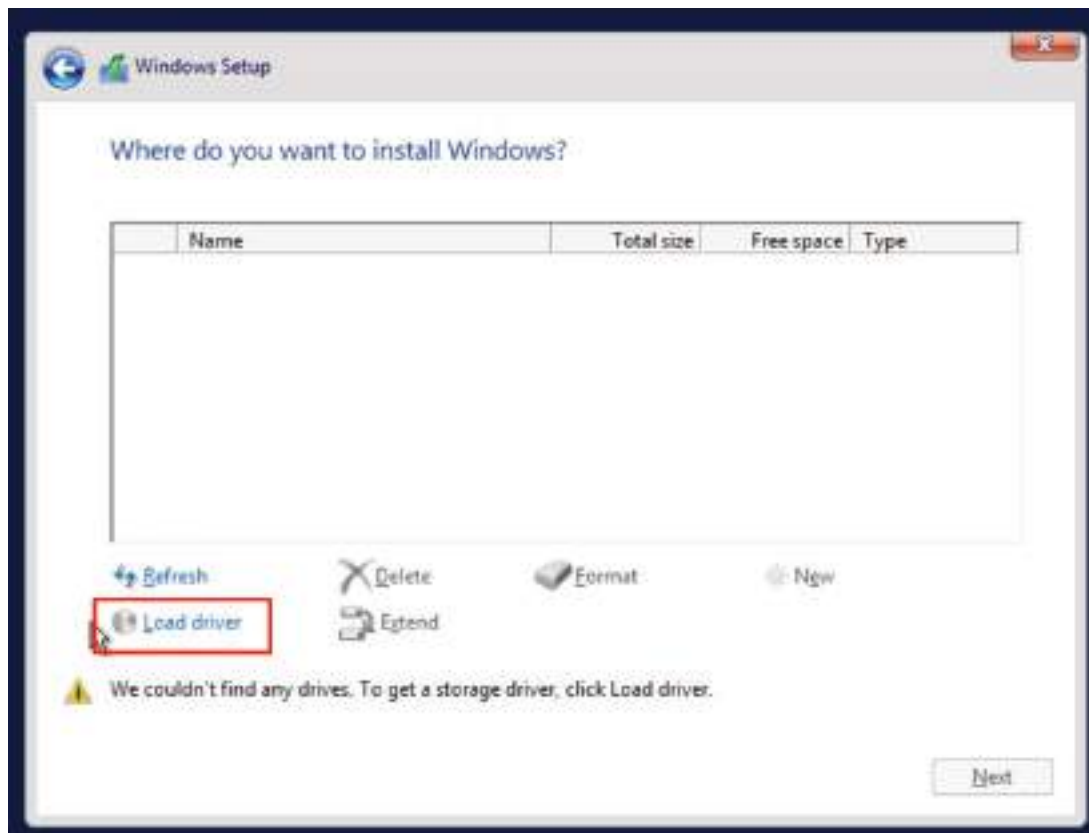 Windows Setup
Where do you want to install Windows?
Name Total size Free space Type
Refresh Delete Format New
Load driver Extend
We couldn't find any drives. To get a storage driver, click Load driver.
Next